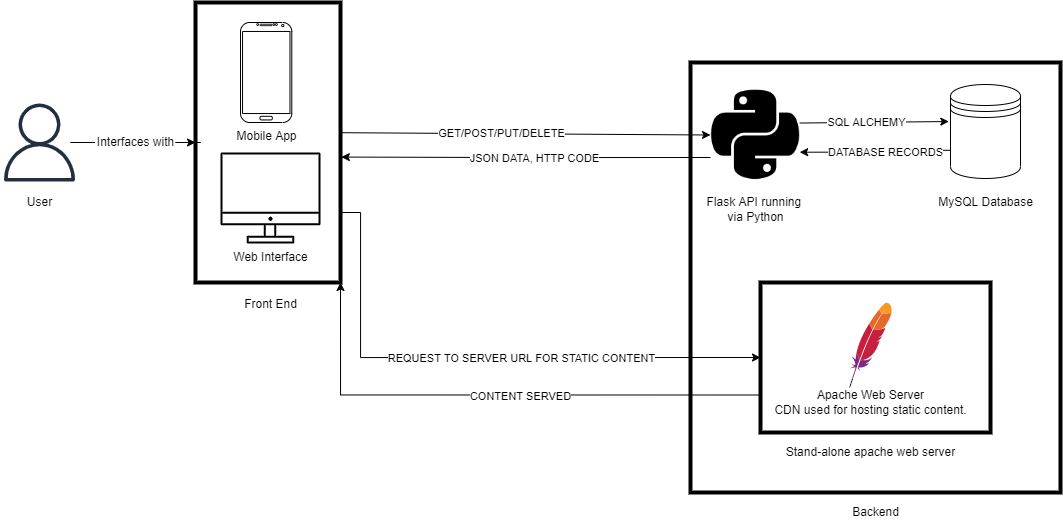 Mobile App
Interfaces with
User
Web Interface
Front End
GET/POST/PUT/DELETE
JSON DATA, HTTP CODE
SQL ALCHEMY
DATABASE RECORDS
Flask API running
via Python
MySQL Database
REQUEST TO SERVER URL FOR STATIC CONTENT
CONTENT SERVED
Apache Web Server
CDN used for hosting static content.
Stand-alone apache web server
Backend